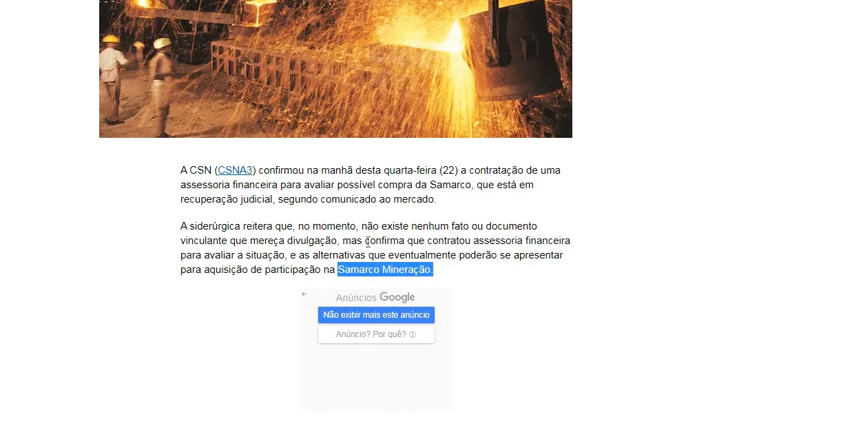 A CSN (CSNA3) confirmou na manhã desta quarta-feira (22) a contratação de uma
assessoria financeira para avaliar possível compra da Samarco, que está em
recuperação judicial, segundo comunicado ao mercado.
A siderúrgica reitera que, no momento, não existe nenhum fato ou documento
vinculante que mereça divulgação, mas confirma que contratou assessoria financeira
para avaliar a situação, e as alternativas que eventualmente poderão se apresentar
para aquisição de participação na Samarco Mineração.
Anúncios Google
Não exibir mais este anúncio
Anúncio? Por quê?